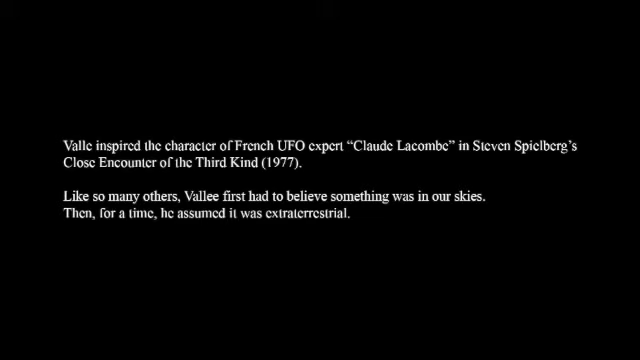 Valle inspired the character of French UFO expert “Claude Lacombe” in Steven Spielberg’s
Close Encounter of the Third Kind (1977).
Like so many others, Vallee first had to believe something was in our skies.
Then, for a time, he assumed it was extraterrestrial.